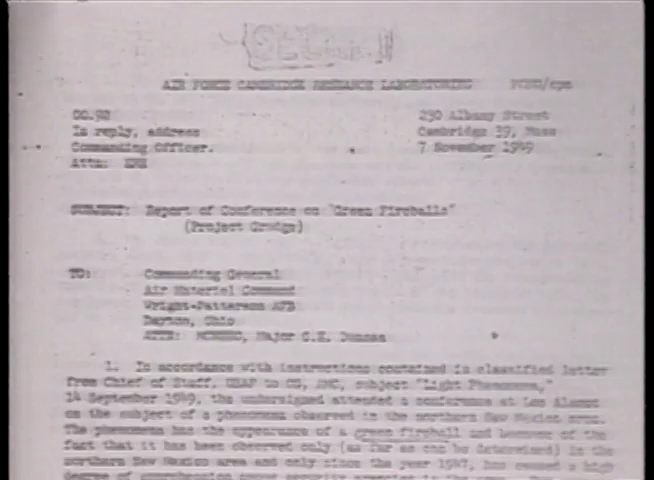 SECRET
AIR FORCE CAMBRIDGE RESEARCH LABORATORIES
230 Albany Street
In reply, address
Cambridge 39, Mass
Commanding Officer.
7 November 1949
Attn:
SUBJECT: Report of Conference on "Green Fireballs"
(Project Grudge)
TO: Commanding General
Air Materiel Command
Wright-Patterson AFB
Dayton, Ohio
ATTN: Major C.E. Duncan
1. In accordance with instructions contained in classified letter
from Chief of Staff, USAF to CG, AMC, subject "Light Phenomena,"
14 September 1949, the undersigned attended a conference at Los Alamos
on the subject of a phenomena observed in the northern New Mexico area.
The phenomena has the appearance of a green fireball and because of the
fact that it has been observed only (as far as can be determined) in the
northern New Mexico area and only since the year 1947, has caused a high
degree of